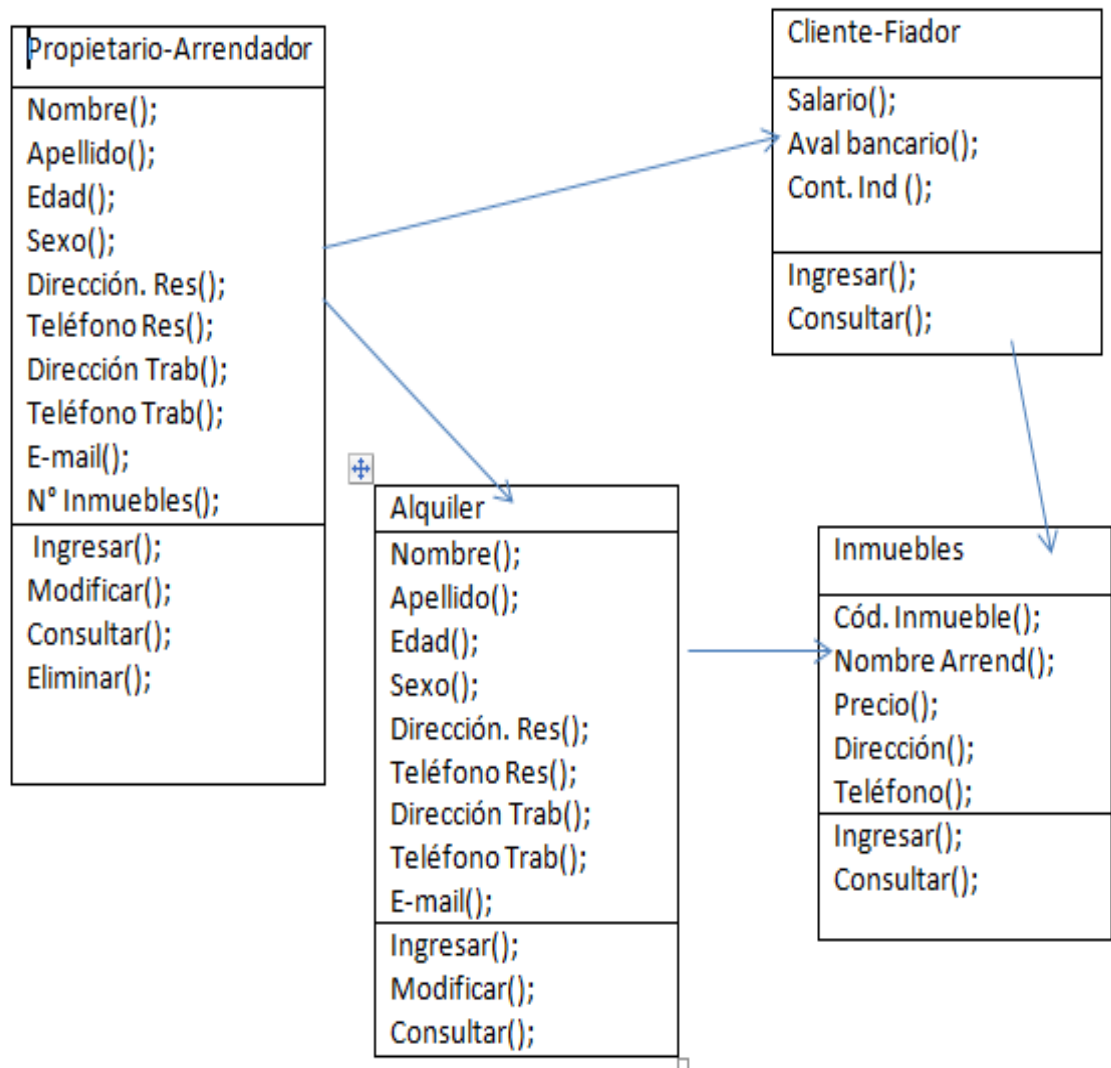 Propietario-Arrendador
Nombre();
Apellido();
Edad();
Sexo();
Dirección. Res();
Teléfono Res();
Dirección Trab();
Teléfono Trab();
E-mail();
N° Inmuebles();
Ingresar();
Modificar();
Consultar();
Eliminar();
Cliente-Fiador
Salario();
Aval bancario();
Cont. Ind ();
Ingresar();
Consultar();
Alquiler
Nombre();
Apellido();
Edad();
Sexo();
Dirección. Res();
Teléfono Res();
Dirección Trab();
Teléfono Trab();
E-mail();
Ingresar();
Modificar();
Consultar();
Inmuebles
Cód. Inmueble();
Nombre Arrend();
Precio();
Dirección();
Teléfono();
Ingresar();
Consultar();